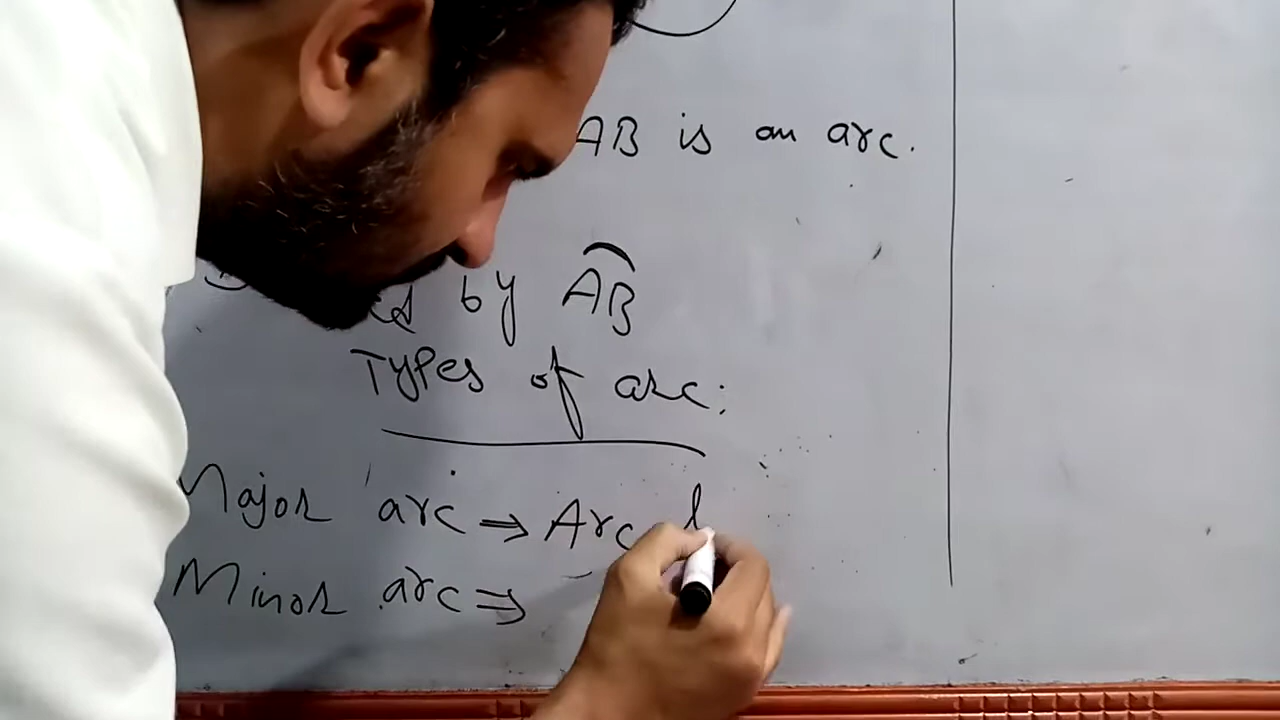 AB is an arc.
by AB
Types of arc:
Major arc ⇒ Arc
Minor arc ⇒